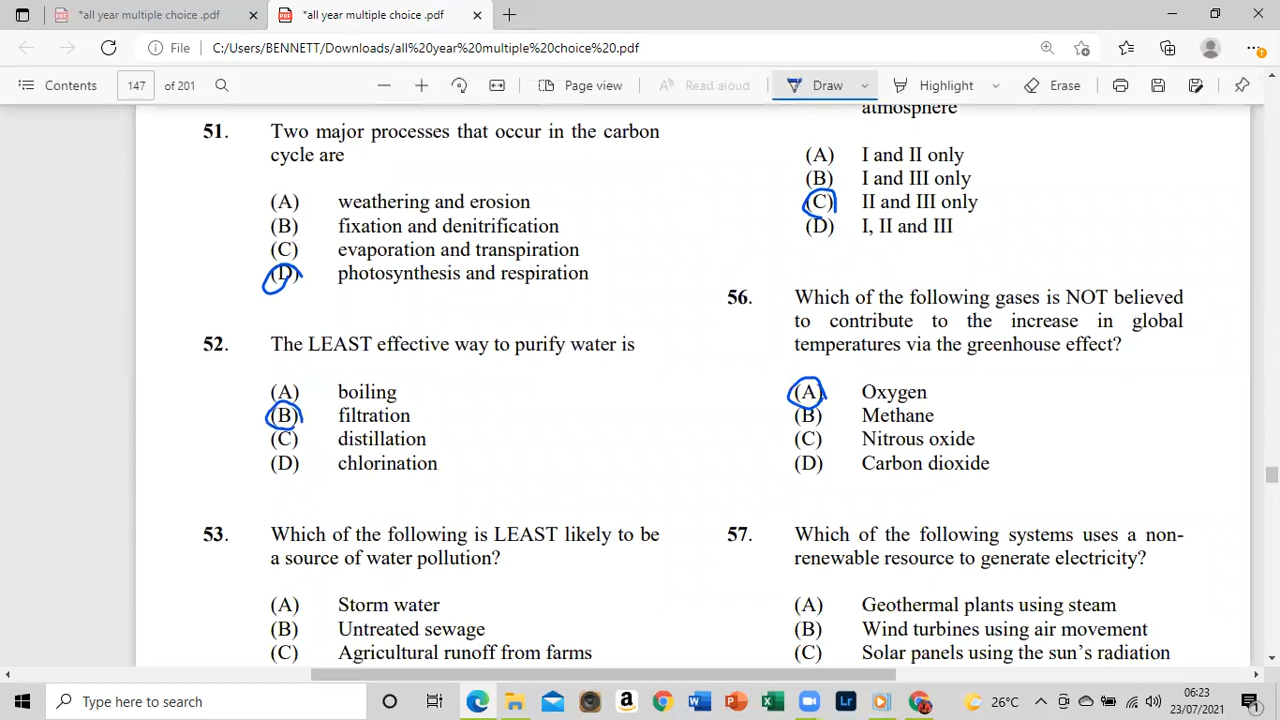 *all year multiple choice .pdf
*all year multiple choice .pdf
File
C:/Users/BENNETT/Downloads/all%20year%20multiple%20choice%20.pdf
Contents
147
of 201
Page view
Read aloud
Draw
Highlight
Erase
51. Two major processes that occur in the carbon
cycle are
(A) weathering and erosion
(B) fixation and denitrification
(C) evaporation and transpiration
(D) photosynthesis and respiration
52. The LEAST effective way to purify water is
(A) boiling
(B) filtration
(C) distillation
(D) chlorination
53. Which of the following is LEAST likely to be
a source of water pollution?
(A) Storm water
(B) Untreated sewage
(C) Agricultural runoff from farms
atmosphere
(A) I and II only
(B) I and III only
(C) II and III only
(D) I, II and III
56. Which of the following gases is NOT believed
to contribute to the increase in global
temperatures via the greenhouse effect?
(A) Oxygen
(B) Methane
(C) Nitrous oxide
(D) Carbon dioxide
57. Which of the following systems uses a non-
renewable resource to generate electricity?
(A) Geothermal plants using steam
(B) Wind turbines using air movement
(C) Solar panels using the sun's radiation
Type here to search
Lr
26°C
06:23
23/07/2021